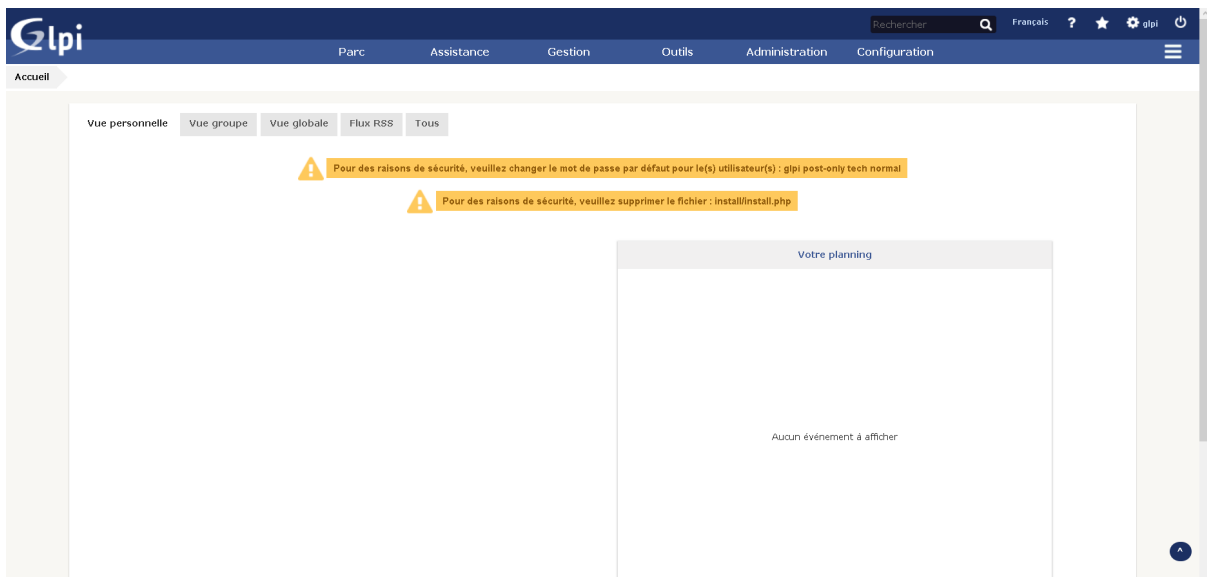 Glpi
Rechercher Français ? glpi
Parc Assistance Gestion Outils Administration Configuration
Accueil
Vue personnelle Vue groupe Vue globale Flux RSS Tous
Pour des raisons de sécurité, veuillez changer le mot de passe par défaut pour le(s) utilisateur(s) : glpi post-only tech normal
Pour des raisons de sécurité, veuillez supprimer le fichier : install/install.php
Votre planning
Aucun événement à afficher